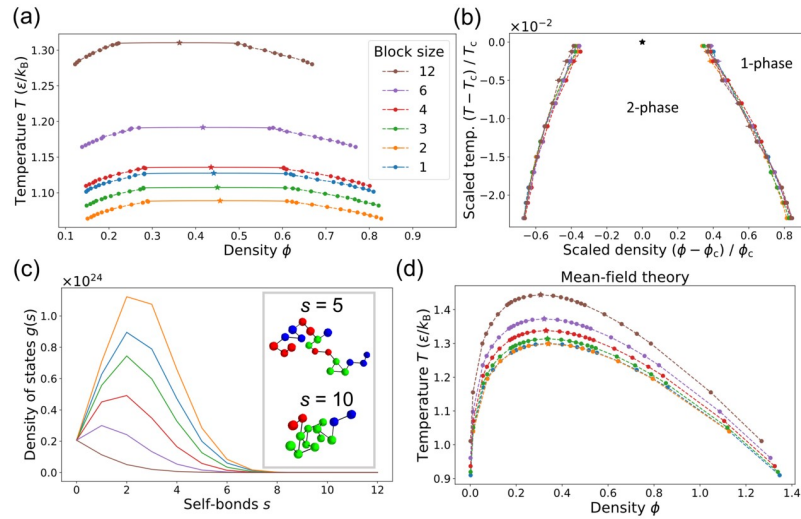 (a)
Temperature T (ε/kB)
1.30
1.25
1.20
1.15
1.10
0.1 0.2 0.3 0.4 0.5 0.6 0.7 0.8 0.9
Density ϕ
Block size
12
6
4
3
2
1
(b)
×10⁻²
Scaled temp. (T − Tc) / Tc
0.0
−0.5
−1.0
−1.5
−2.0
1-phase
2-phase
−0.6 −0.4 −0.2 0.0 0.2 0.4 0.6 0.8
Scaled density (ϕ − ϕc) / ϕc
(c)
×10²⁴
Density of states g(s)
1.0
0.8
0.6
0.4
0.2
0.0
0 2 4 6 8 10 12
Self-bonds s
s = 5
s = 10
(d)
Mean-field theory
Temperature T (ε/kB)
1.4
1.3
1.2
1.1
1.0
0.9
0.0 0.2 0.4 0.6 0.8 1.0 1.2 1.4
Density ϕ